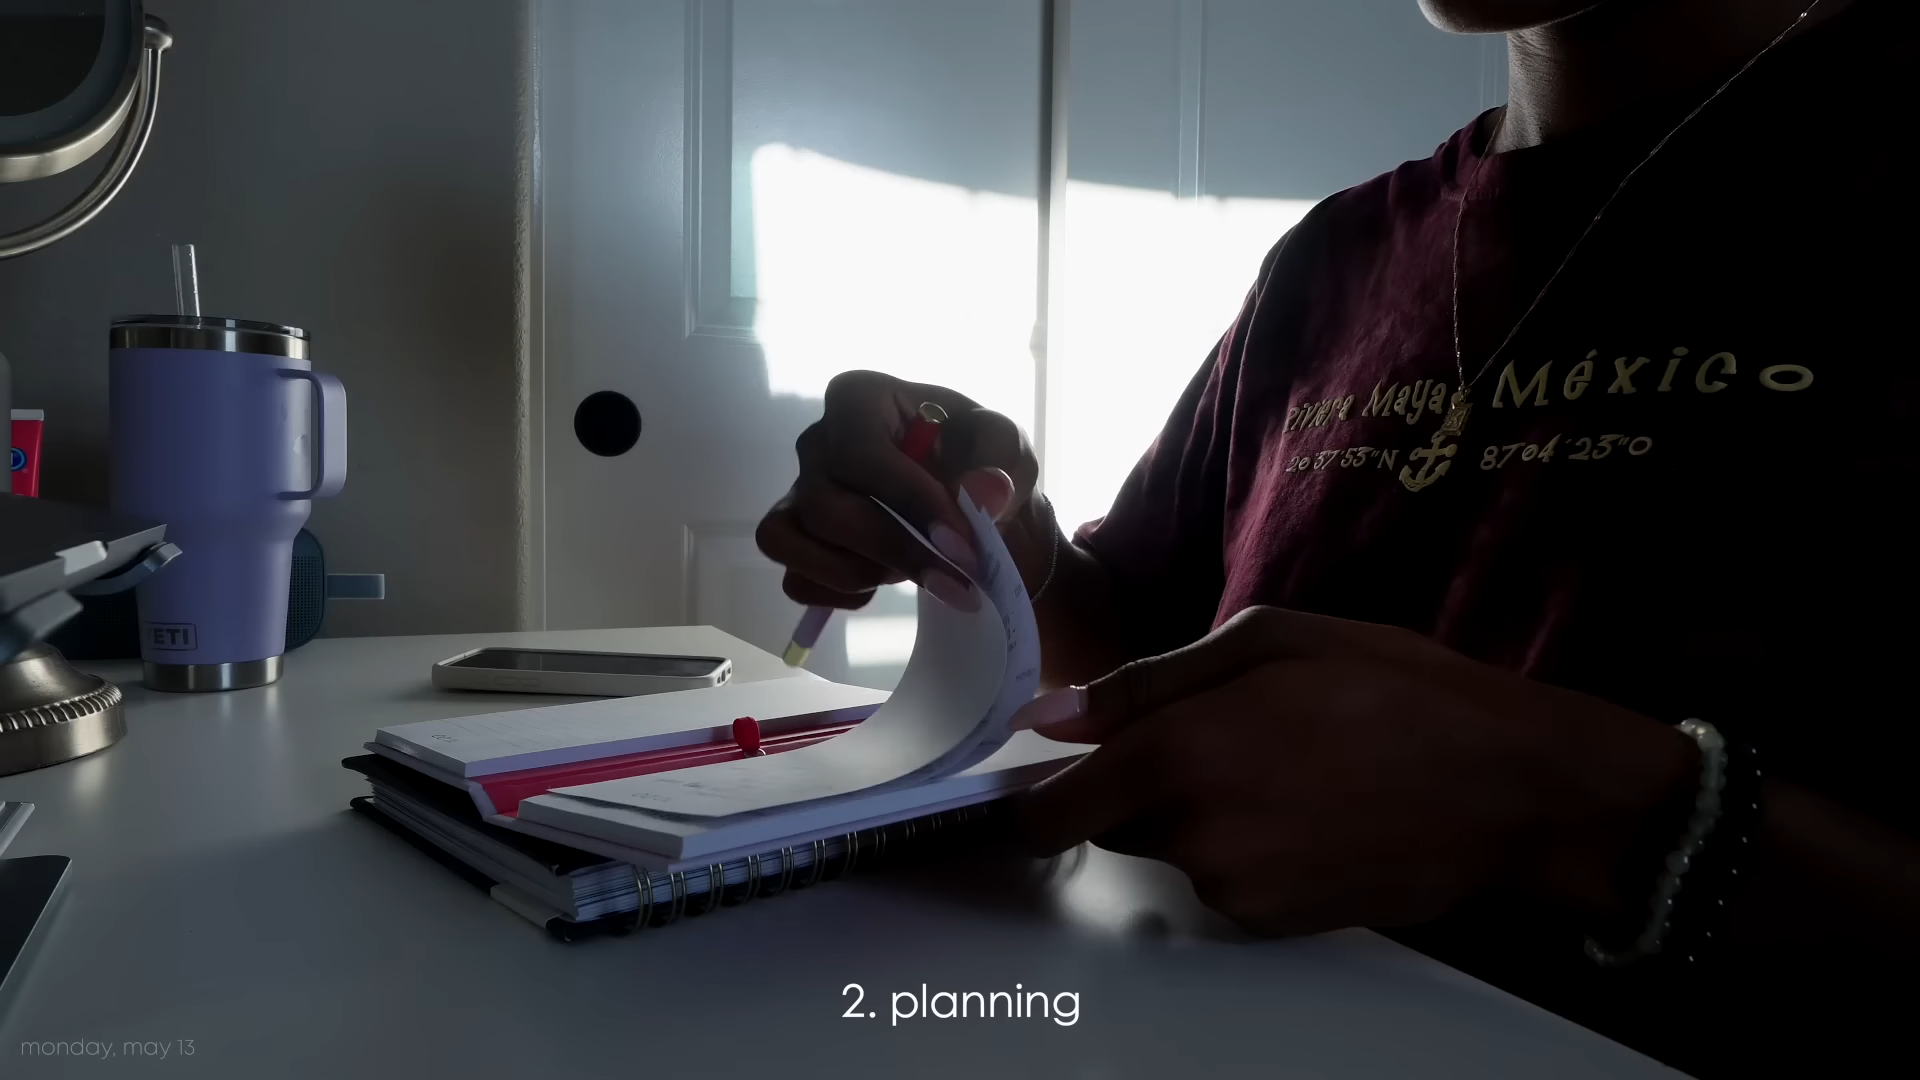 Riviera Maya México
20°37'53"N 87°04'23"O
YETI
2. planning
monday, may 13